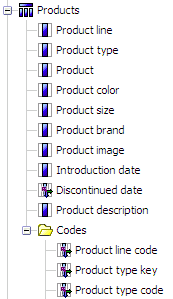 Products
Product line
Product type
Product
Product color
Product size
Product brand
Product image
Introduction date
Discontinued date
Product description
Codes
Product line code
Product type key
Product type code